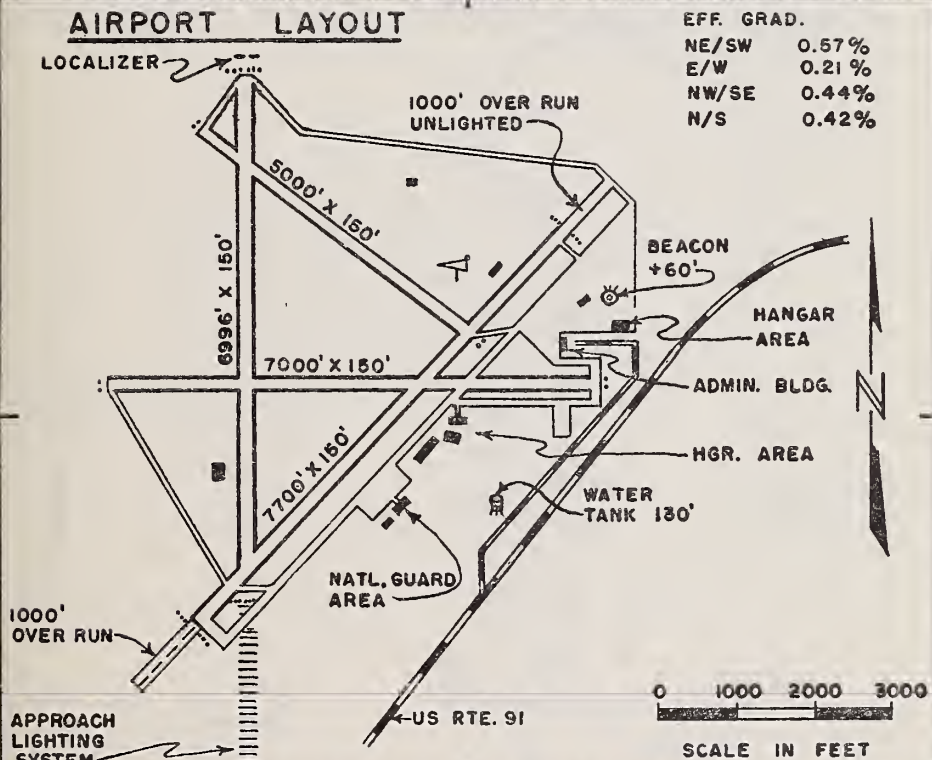 AIRPORT LAYOUT
EFF. GRAD.
NE/SW 0.57%
E/W 0.21%
NW/SE 0.44%
N/S 0.42%
LOCALIZER
1000' OVER RUN
UNLIGHTED
5000' X 150'
6996' X 150'
7000' X 150'
7700' X 150'
BEACON
+60'
HANGAR
AREA
ADMIN. BLDG.
N
HGR. AREA
WATER
TANK 130'
NATL. GUARD
AREA
1000'
OVER RUN
US RTE. 91
APPROACH
LIGHTING
SYSTEM
0 1000 2000 3000
SCALE IN FEET